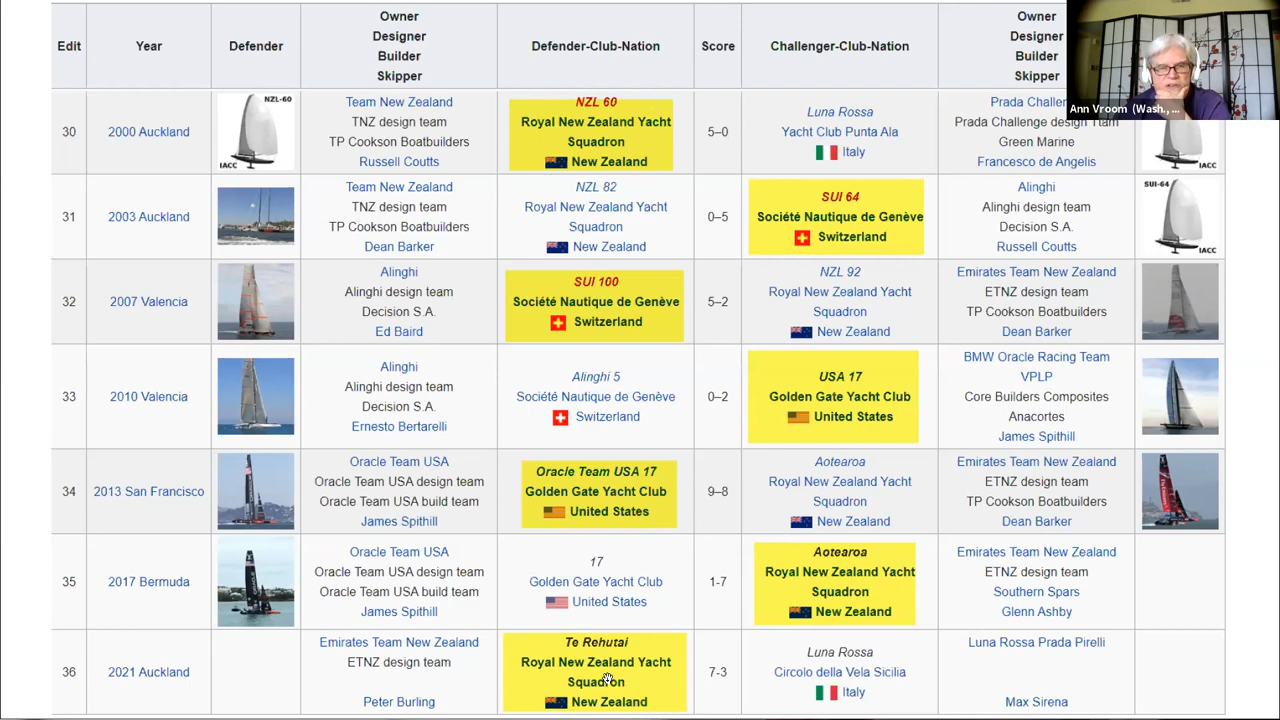 Edit
Year
Defender
Owner
Designer
Builder
Skipper
Defender-Club-Nation
Score
Challenger-Club-Nation
Owner
Designer
Builder
Skipper
Ann Vroom (Wash., ...
30
2000 Auckland
NZL-60
IACC
Team New Zealand
TNZ design team
TP Cookson Boatbuilders
Russell Coutts
NZL 60
Royal New Zealand Yacht
Squadron
New Zealand
5–0
Luna Rossa
Yacht Club Punta Ala
Italy
Prada Challen
Prada Challenge design Team
Green Marine
Francesco de Angelis
IACC
31
2003 Auckland
Team New Zealand
TNZ design team
TP Cookson Boatbuilders
Dean Barker
NZL 82
Royal New Zealand Yacht
Squadron
New Zealand
0–5
SUI 64
Société Nautique de Genève
Switzerland
Alinghi
Alinghi design team
Decision S.A.
Russell Coutts
SUI-64
IACC
32
2007 Valencia
Alinghi
Alinghi design team
Decision S.A.
Ed Baird
SUI 100
Société Nautique de Genève
Switzerland
5–2
NZL 92
Royal New Zealand Yacht
Squadron
New Zealand
Emirates Team New Zealand
ETNZ design team
TP Cookson Boatbuilders
Dean Barker
33
2010 Valencia
Alinghi
Alinghi design team
Decision S.A.
Ernesto Bertarelli
Alinghi 5
Société Nautique de Genève
Switzerland
0–2
USA 17
Golden Gate Yacht Club
United States
BMW Oracle Racing Team
VPLP
Core Builders Composites
Anacortes
James Spithill
34
2013 San Francisco
Oracle Team USA
Oracle Team USA design team
Oracle Team USA build team
James Spithill
Oracle Team USA 17
Golden Gate Yacht Club
United States
9–8
Aotearoa
Royal New Zealand Yacht
Squadron
New Zealand
Emirates Team New Zealand
ETNZ design team
TP Cookson Boatbuilders
Dean Barker
35
2017 Bermuda
Oracle Team USA
Oracle Team USA design team
Oracle Team USA build team
James Spithill
17
Golden Gate Yacht Club
United States
1-7
Aotearoa
Royal New Zealand Yacht
Squadron
New Zealand
Emirates Team New Zealand
ETNZ design team
Southern Spars
Glenn Ashby
36
2021 Auckland
Emirates Team New Zealand
ETNZ design team
Peter Burling
Te Rehutai
Royal New Zealand Yacht
Squadron
New Zealand
7-3
Luna Rossa
Circolo della Vela Sicilia
Italy
Luna Rossa Prada Pirelli
Max Sirena